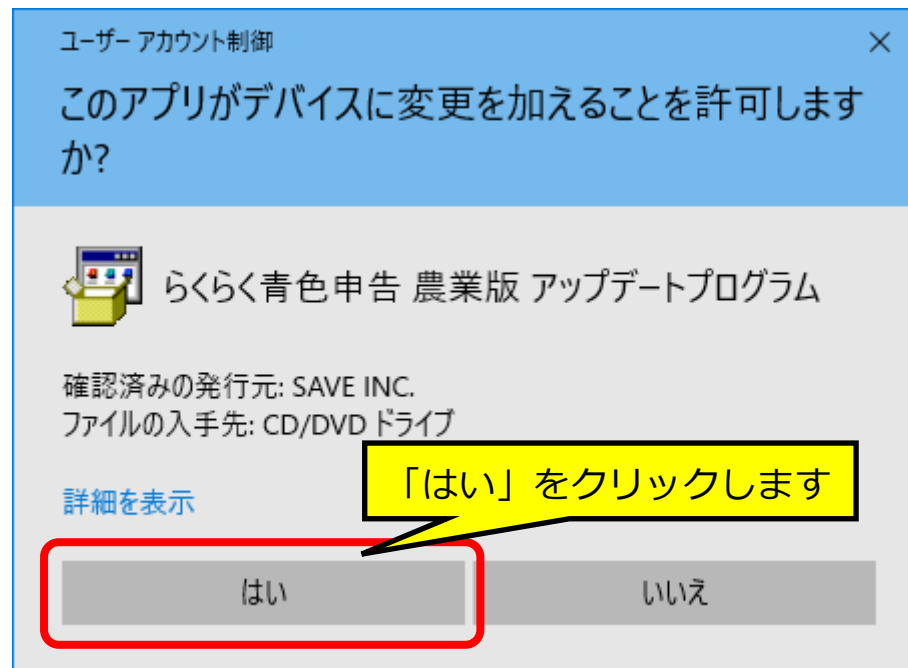 ユーザー アカウント制御
このアプリがデバイスに変更を加えることを許可します
か?
らくらく青色申告 農業版 アップデートプログラム
確認済みの発行元: SAVE INC.
ファイルの入手先: CD/DVD ドライブ
「はい」をクリックします
詳細を表示
はい
いいえ